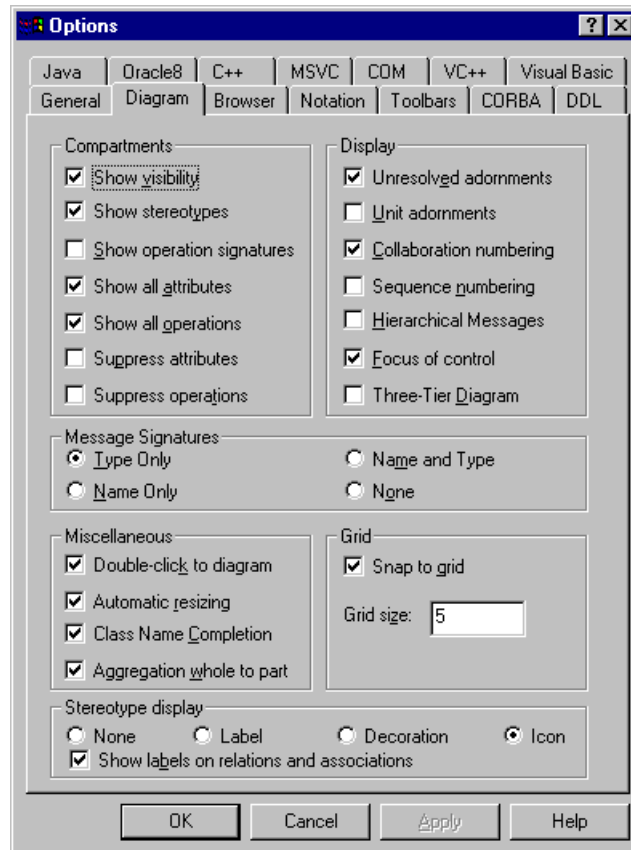 Options
Java Oracle8 C++ MSVC COM VC++ Visual Basic
General Diagram Browser Notation Toolbars CORBA DDL
Compartments
Show visibility
Show stereotypes
Show operation signatures
Show all attributes
Show all operations
Suppress attributes
Suppress operations
Display
Unresolved adornments
Unit adornments
Collaboration numbering
Sequence numbering
Hierarchical Messages
Focus of control
Three-Tier Diagram
Message Signatures
Type Only Name and Type
Name Only None
Miscellaneous
Double-click to diagram
Automatic resizing
Class Name Completion
Aggregation whole to part
Grid
Snap to grid
Grid size: 5
Stereotype display
None Label Decoration Icon
Show labels on relations and associations
OK Cancel Apply Help